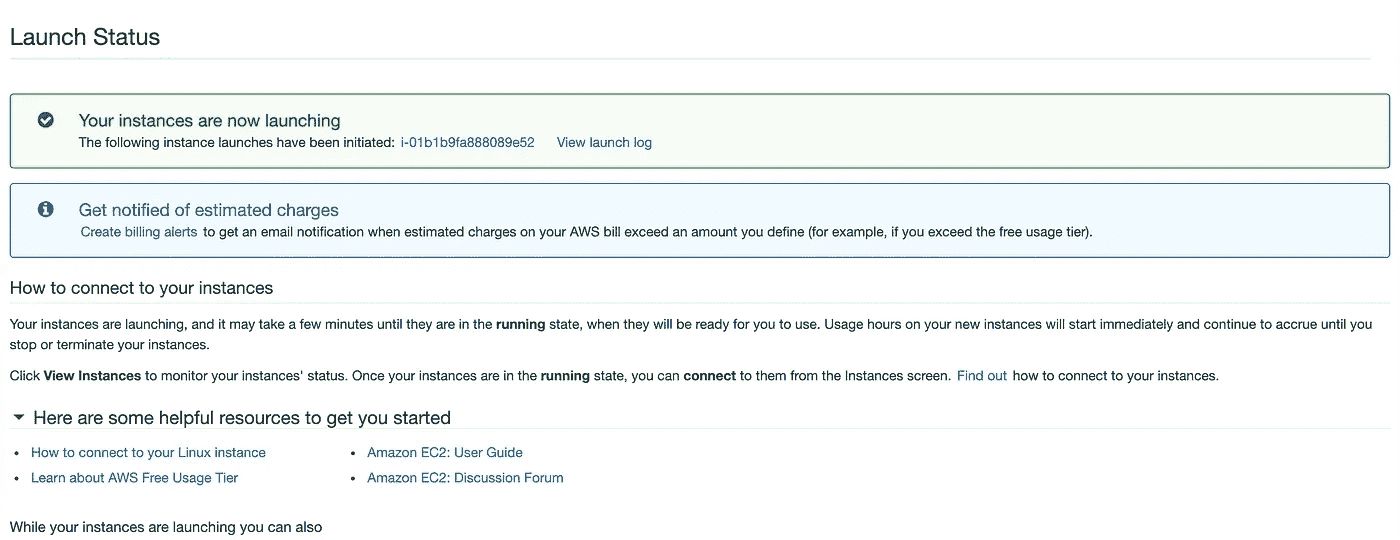 Launch Status
Your instances are now launching
The following instance launches have been initiated: i-01b1b9fa888089e52 View launch log
Get notified of estimated charges
Create billing alerts to get an email notification when estimated charges on your AWS bill exceed an amount you define (for example, if you exceed the free usage tier).
How to connect to your instances
Your instances are launching, and it may take a few minutes until they are in the running state, when they will be ready for you to use. Usage hours on your new instances will start immediately and continue to accrue until you
stop or terminate your instances.
Click View Instances to monitor your instances' status. Once your instances are in the running state, you can connect to them from the Instances screen. Find out how to connect to your instances.
Here are some helpful resources to get you started
• How to connect to your Linux instance
• Learn about AWS Free Usage Tier
• Amazon EC2: User Guide
• Amazon EC2: Discussion Forum
While your instances are launching you can also